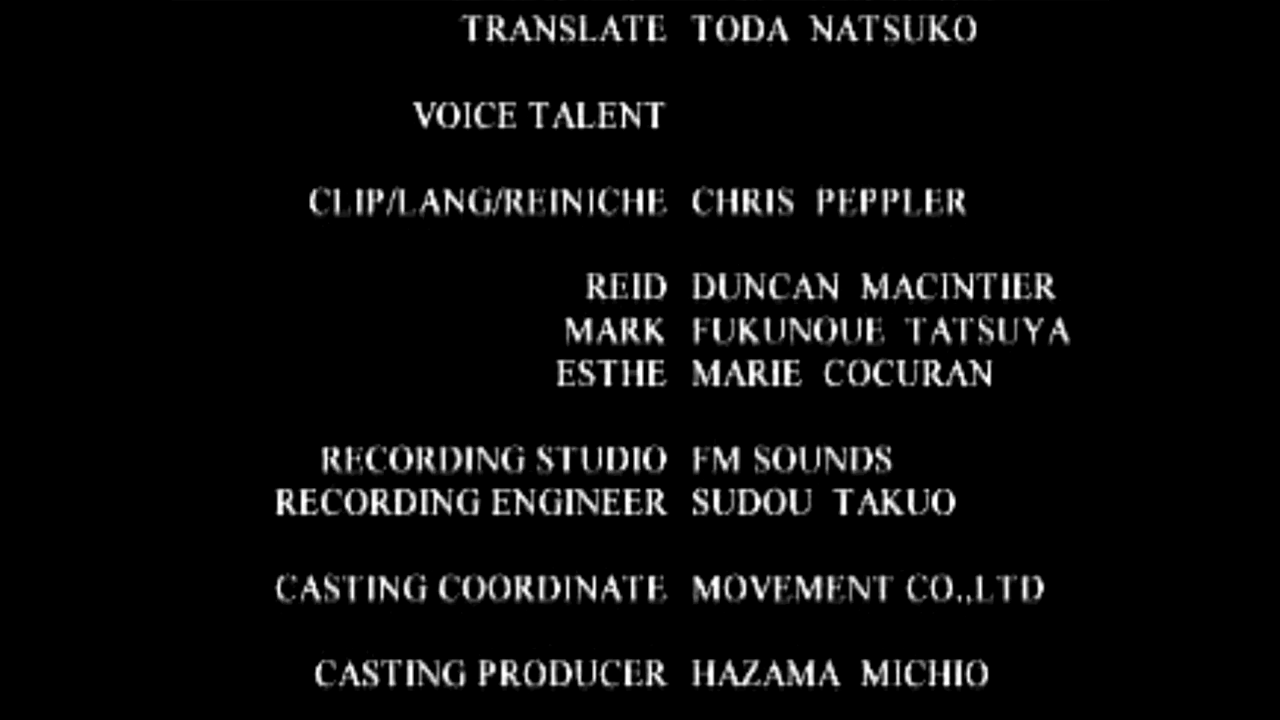 TRANSLATE TODA NATSUKO
VOICE TALENT
CLIP/LANG/REINICHE CHRIS PEPPLER
REID DUNCAN MACINTIER
MARK FUKUNOUE TATSUYA
ESTHE MARIE COCURAN
RECORDING STUDIO FM SOUNDS
RECORDING ENGINEER SUDOU TAKUO
CASTING COORDINATE MOVEMENT CO.,LTD
CASTING PRODUCER HAZAMA MICHIO